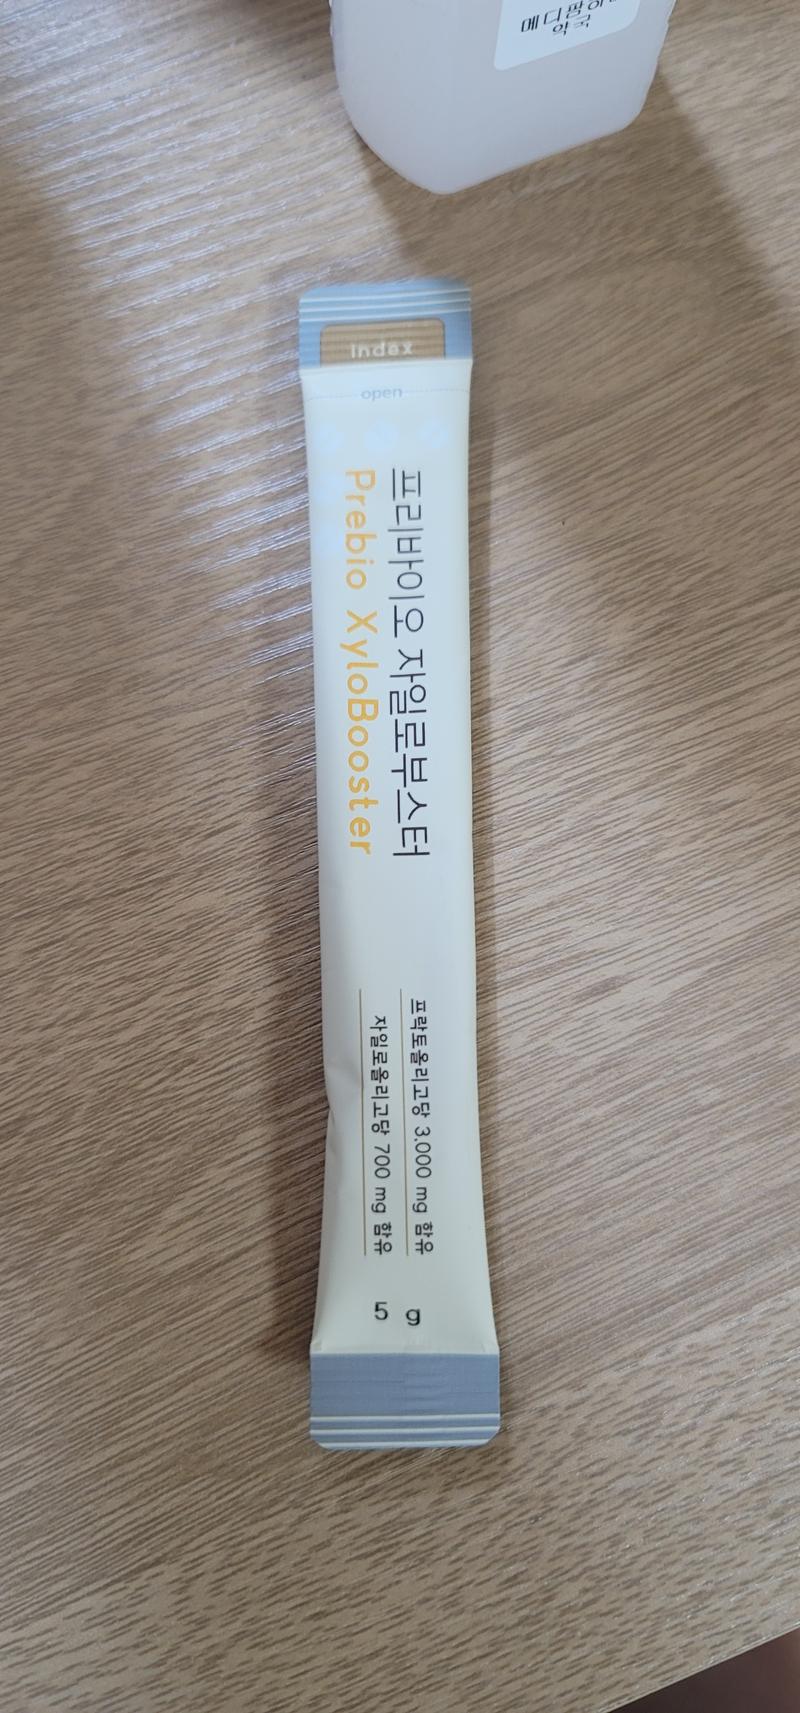 메디팜
약국
index
open
프리바이오 자일로부스터
Prebio XyloBooster
프락토올리고당 3,000 mg 함유
자일로올리고당 700 mg 함유
5 g